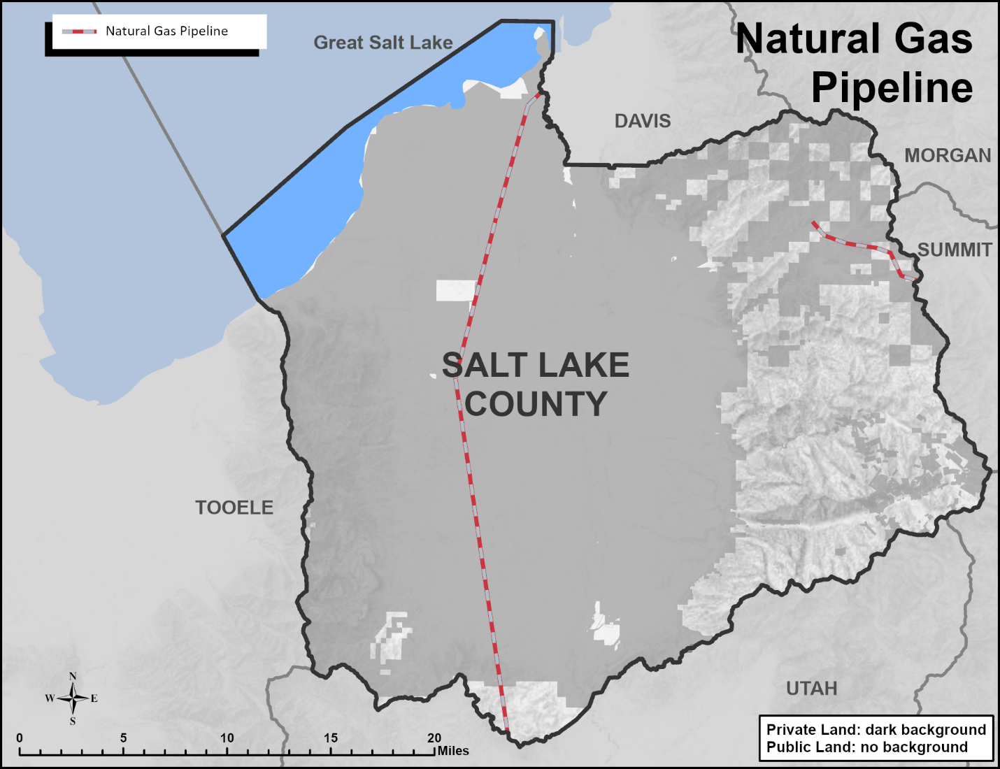 Natural Gas Pipeline
Great Salt Lake
Natural Gas
Pipeline
DAVIS
MORGAN
SUMMIT
SALT LAKE
COUNTY
TOOELE
UTAH
N
W E
S
0 5 10 15 20
Miles
Private Land: dark background
Public Land: no background